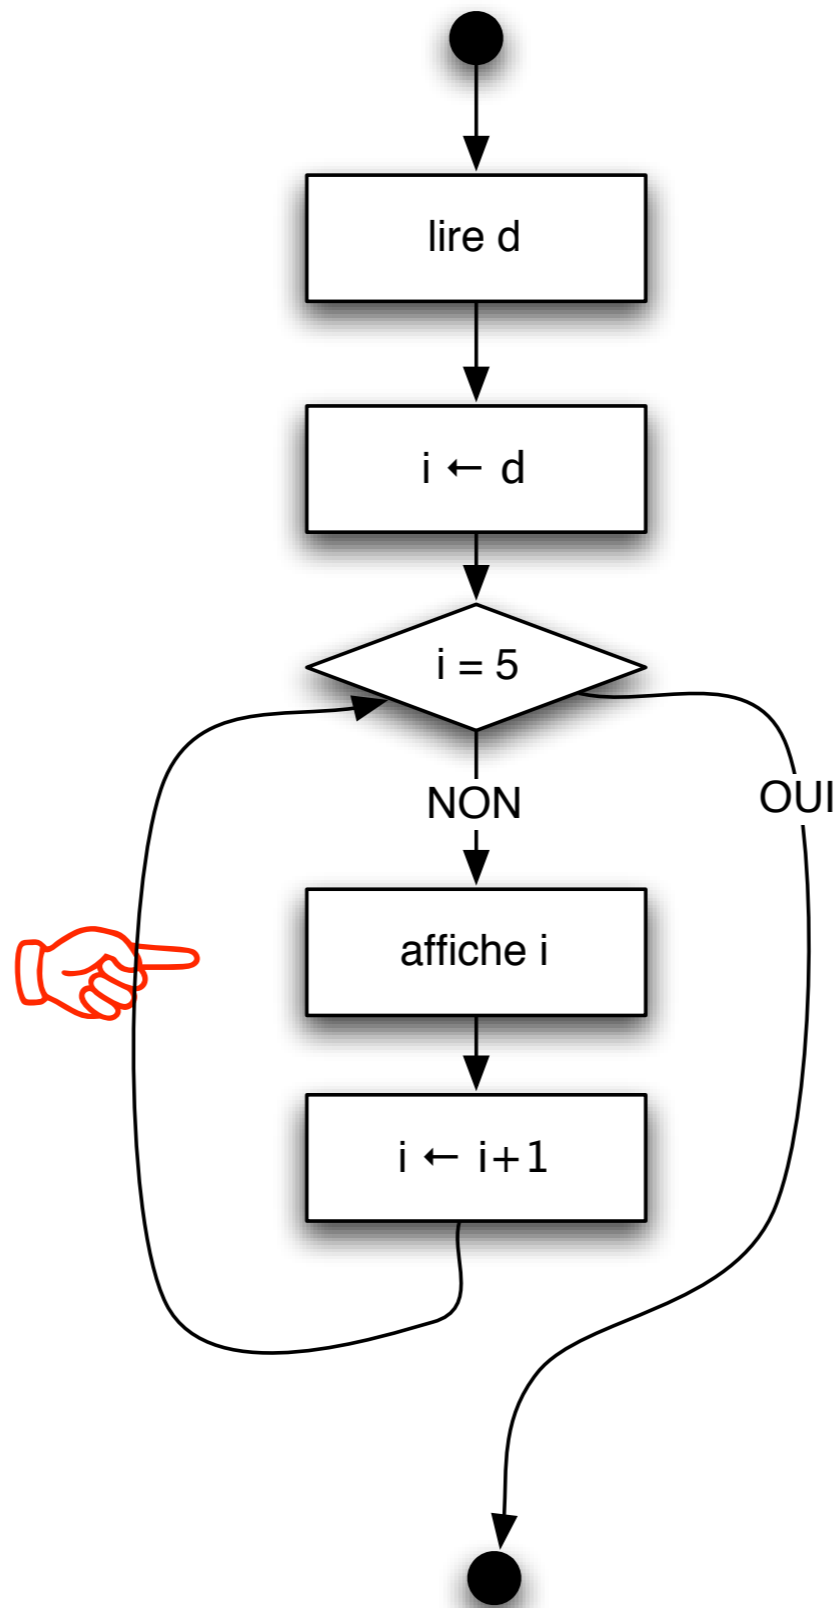 lire d
i ← d
i = 5
NON
OUI
affiche i
i ← i+1